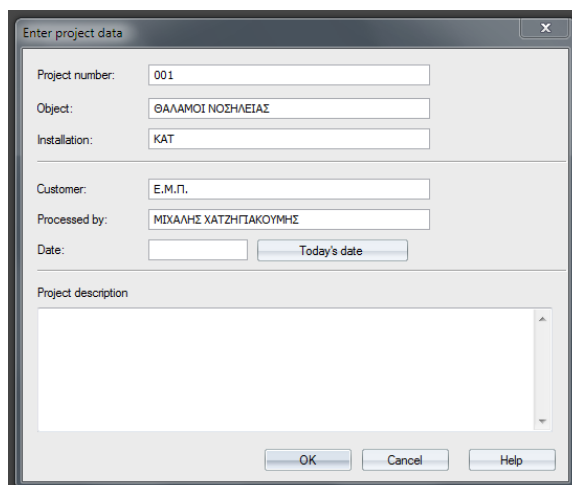 Enter project data
x
Project number: 001
Object: ΘΑΛΑΜΟΙ ΝΟΣΗΛΕΙΑΣ
Installation: ΚΑΤ
Customer: Ε.Μ.Π.
Processed by: ΜΙΧΑΛΗΣ ΧΑΤΖΗΓΙΑΚΟΥΜΗΣ
Date: Today's date
Project description
OK Cancel Help